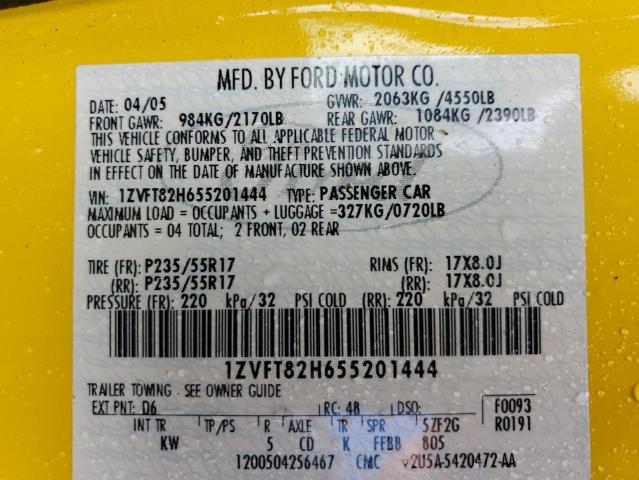 MFD. BY FORD MOTOR CO.
DATE: 04/05 GVWR: 2063KG /4550LB
FRONT GAWR: 984KG/2170LB REAR GAWR: 1084KG /2390LB
THIS VEHICLE CONFORMS TO ALL APPLICABLE FEDERAL MOTOR
VEHICLE SAFETY, BUMPER, AND THEFT PREVENTION STANDARDS
IN EFFECT ON THE DATE OF MANUFACTURE SHOWN ABOVE.
VIN: 1ZVFT82H655201444 TYPE: PASSENGER CAR
MAXIMUM LOAD = OCCUPANTS + LUGGAGE =327KG/0720LB
OCCUPANTS = 04 TOTAL; 2 FRONT, 02 REAR
TIRE (FR): P235/55R17 RIMS (FR): 17X8.0J
(RR): P235/55R17 (RR): 17X8.0J
PRESSURE (FR): 220 kPa/32 PSI COLD (RR): 220 kPa/32 PSI COLD
1ZVFT82H655201444
TRAILER TOWING - SEE OWNER GUIDE
EXT PNT: D6 RC: 48 DSO: F0093
INT TR TP/PS R AXLE TR SPR 5ZF2G R0191
KW 5 CD K FFBB 805
1200504256467 CMC V2U5A-5420472-AA